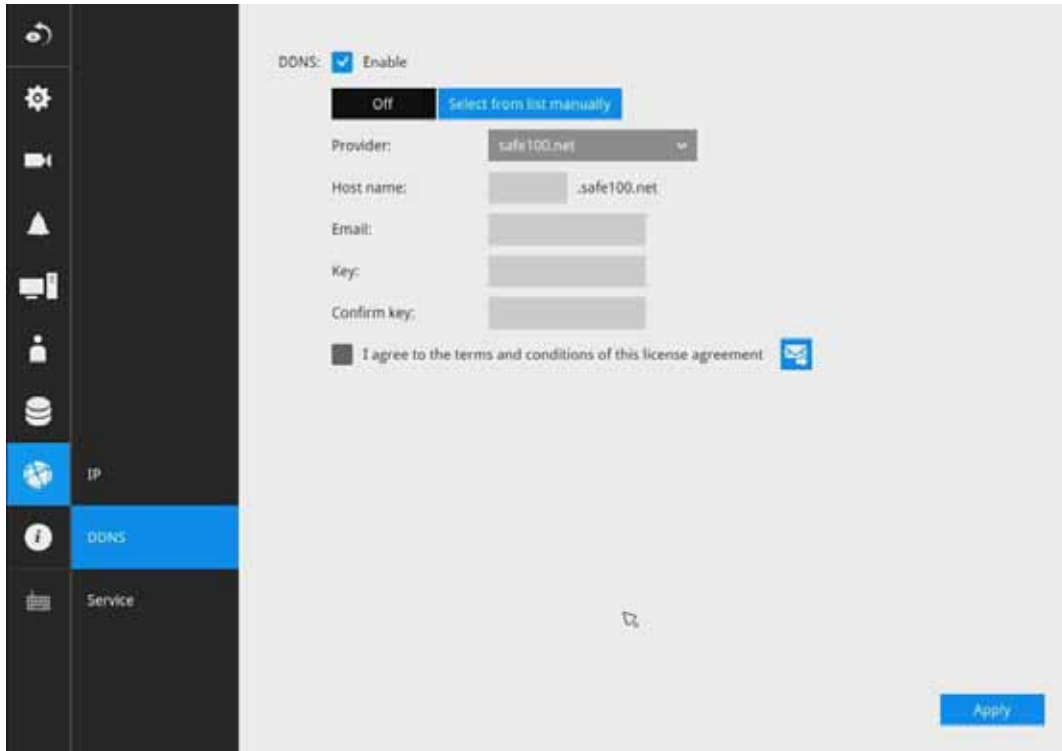 DDNS: Enable
Off Select from list manually
Provider: safe100.net
Host name: .safe100.net
Email:
Key:
Confirm key:
I agree to the terms and conditions of this license agreement
IP
DDNS
Service
Apply